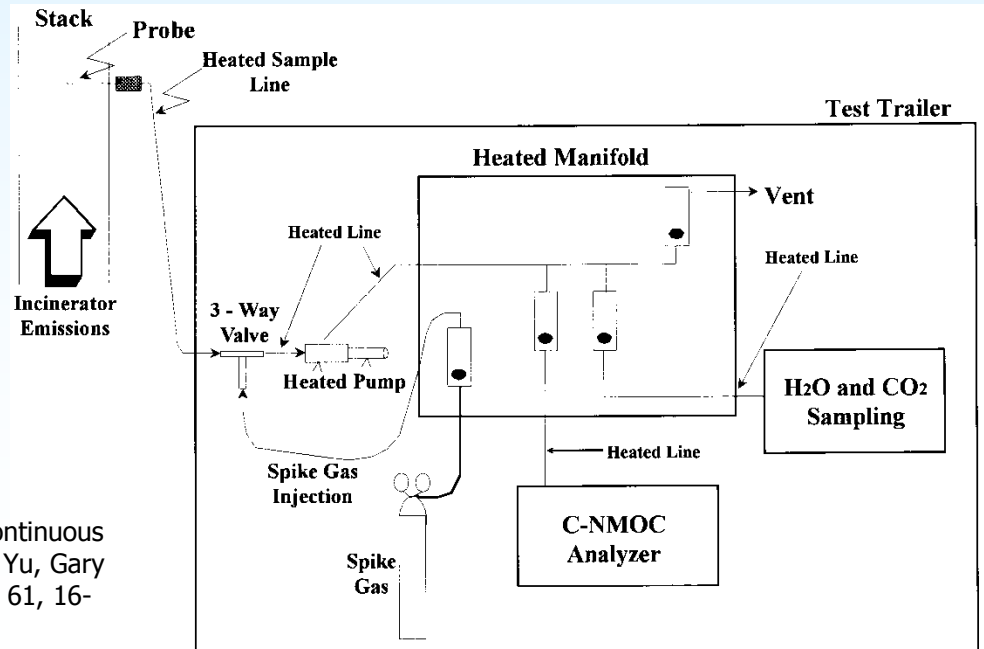 Stack
Probe
Heated Sample
Line
Test Trailer
Heated Manifold
Vent
Heated Line
Heated Line
Incinerator
Emissions
3 - Way
Valve
Heated Pump
H2O and CO2
Sampling
Spike Gas
Injection
Heated Line
C-NMOC
Analyzer
Spike
Gas
ontinuous
Yu, Gary
61, 16-